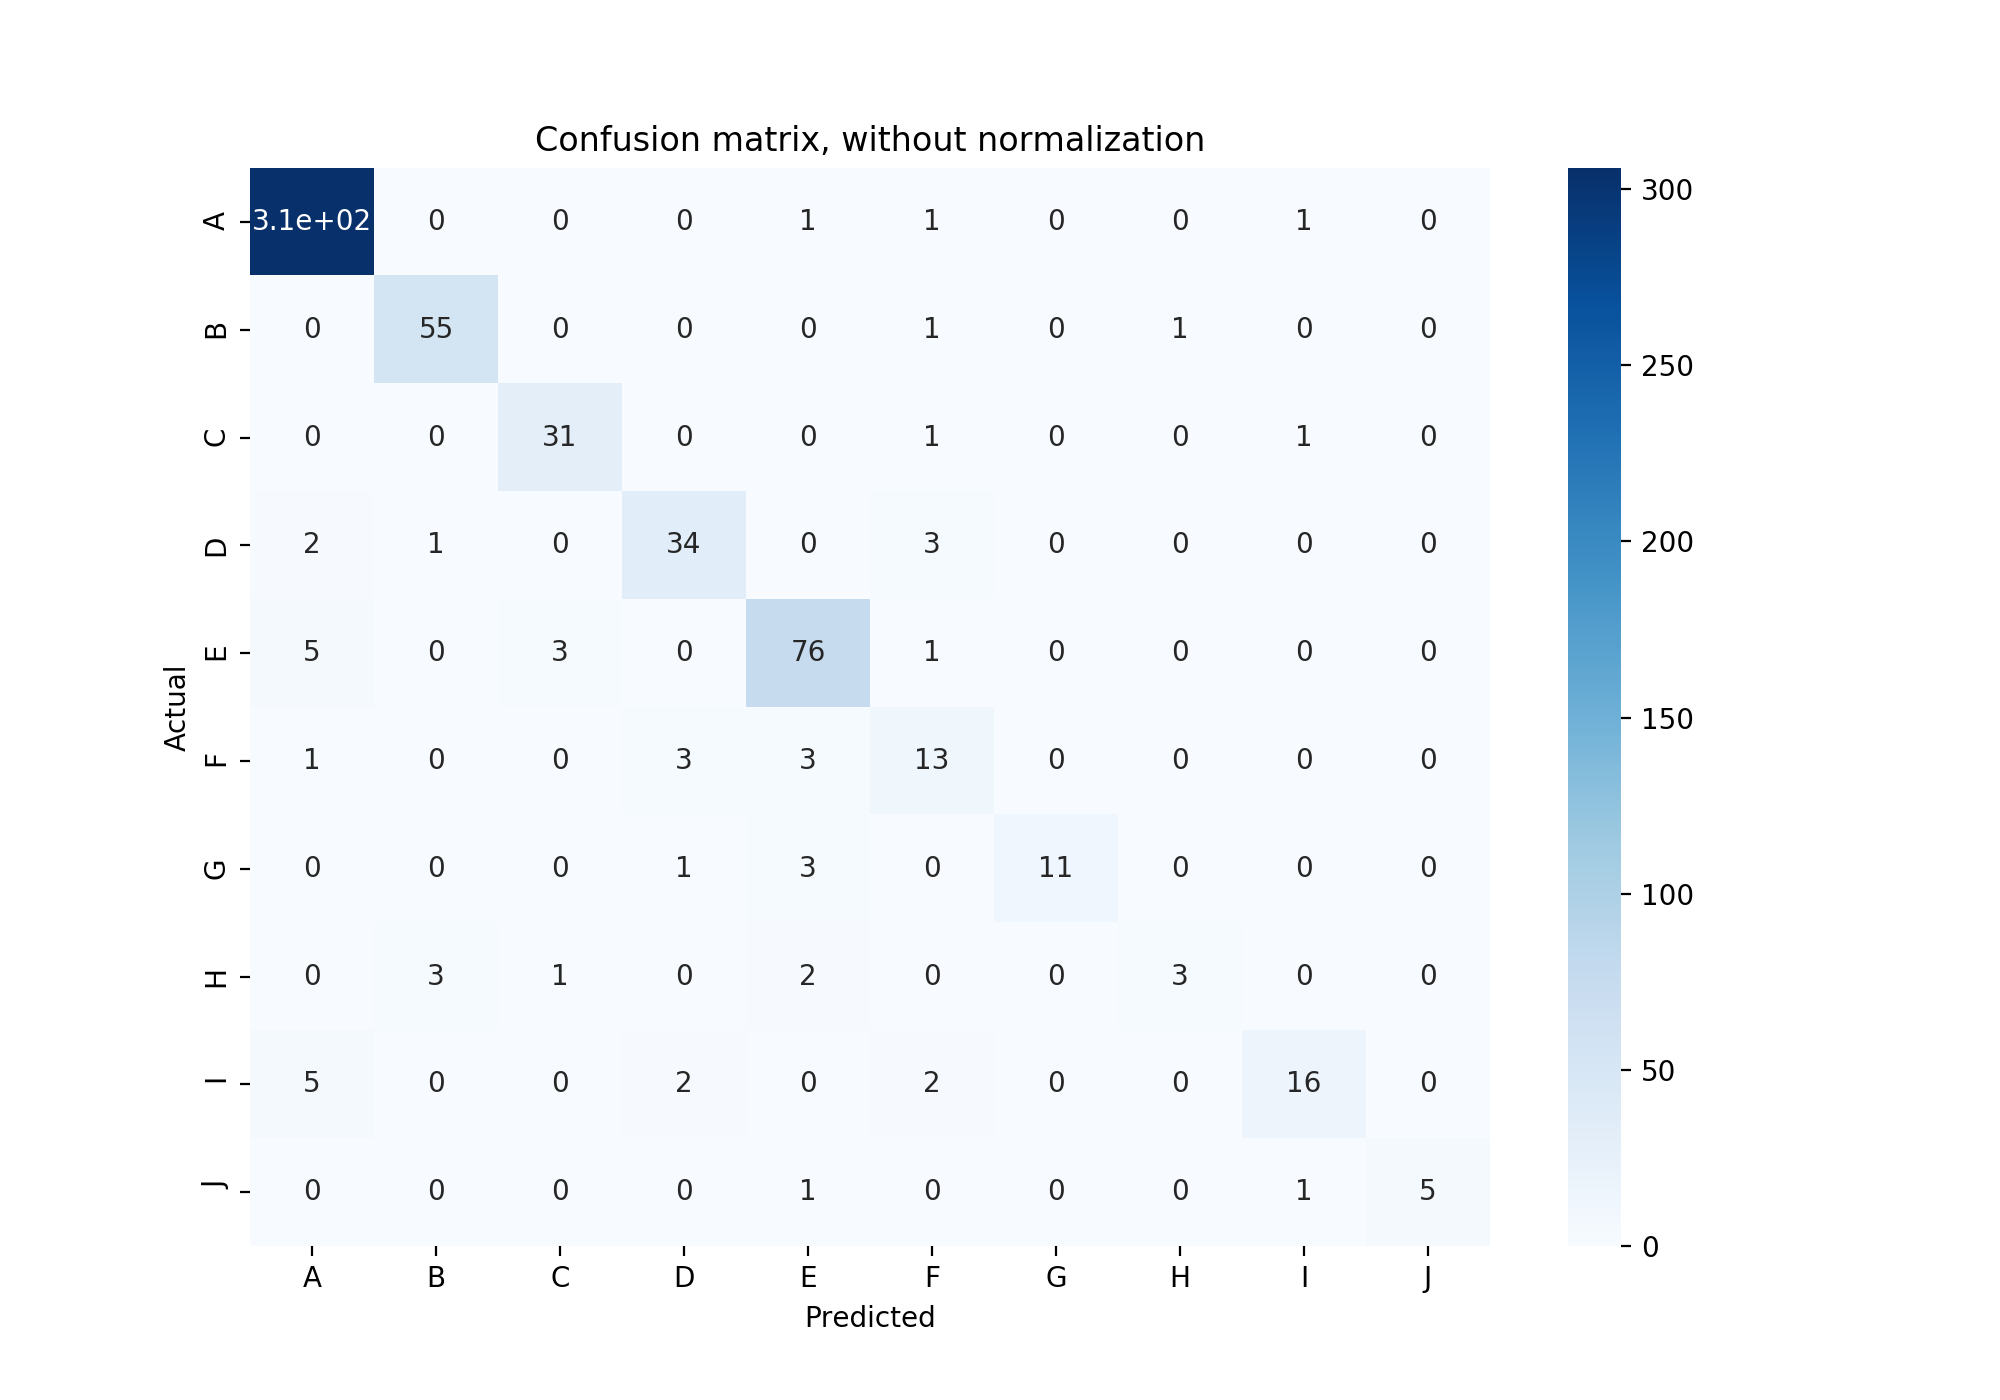 Confusion matrix, without normalization
A 3.1e+02 0 0 0 1 1 0 0 1 0
B 0 55 0 0 0 1 0 1 0 0
C 0 0 31 0 0 1 0 0 1 0
D 2 1 0 34 0 3 0 0 0 0
E 5 0 3 0 76 1 0 0 0 0
F 1 0 0 3 3 13 0 0 0 0
G 0 0 0 1 3 0 11 0 0 0
H 0 3 1 0 2 0 0 3 0 0
I 5 0 0 2 0 2 0 0 16 0
J 0 0 0 0 1 0 0 0 1 5
A B C D E F G H I J
Actual
Predicted
300
250
200
150
100
50
0